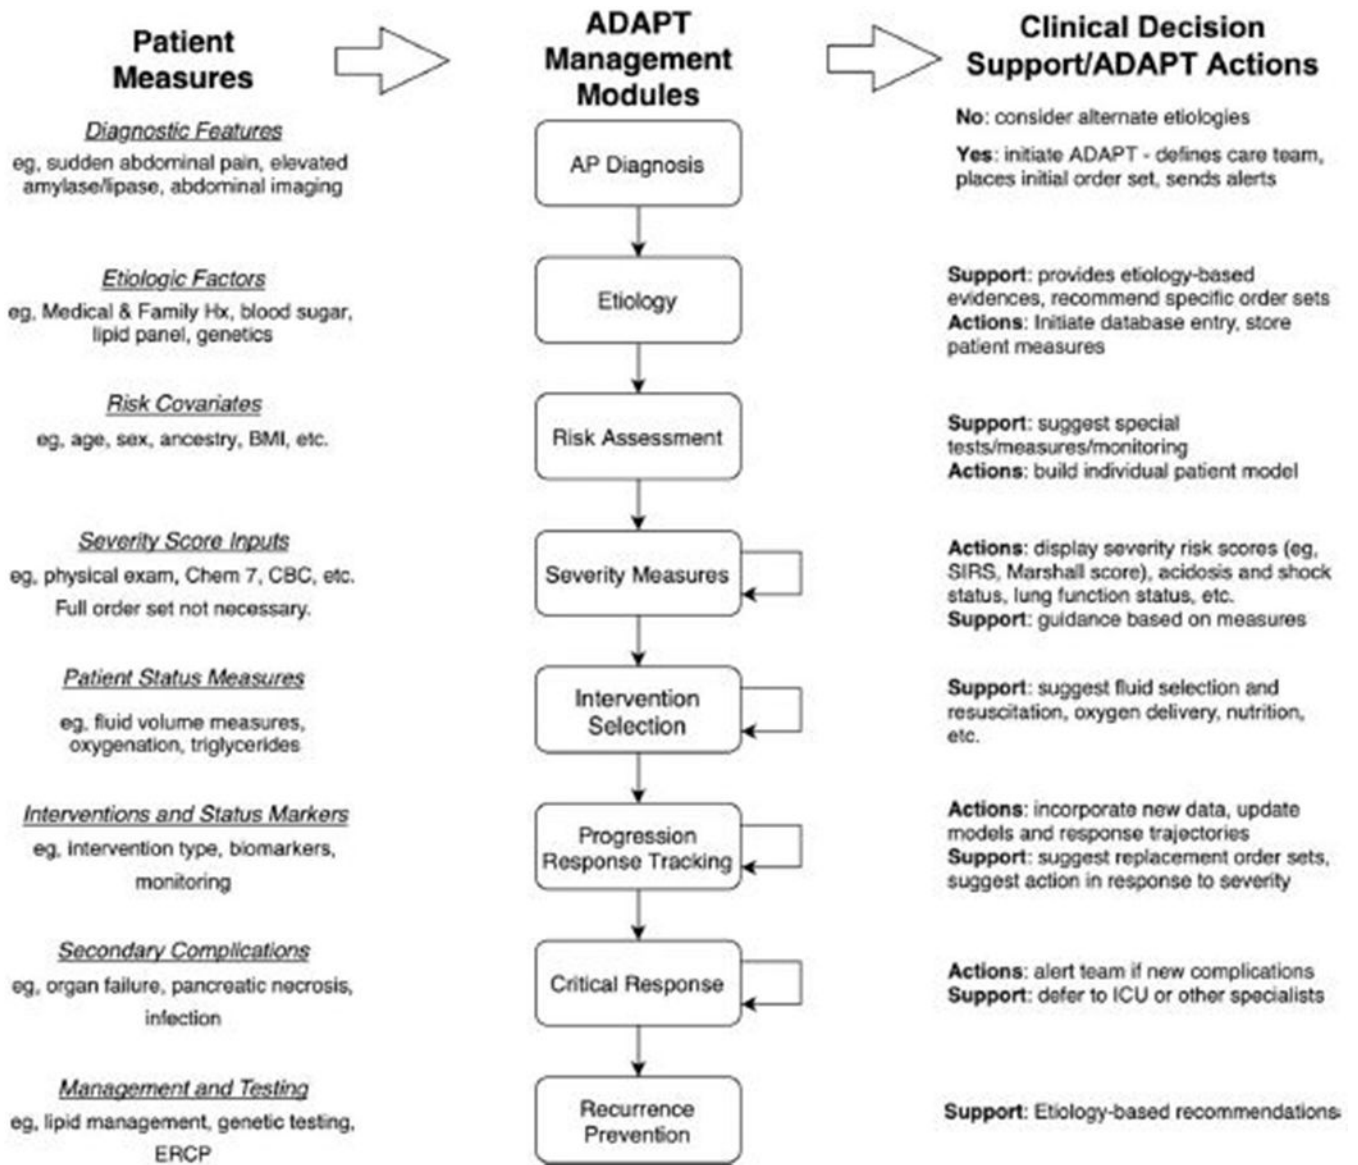 Patient
Measures
ADAPT
Management
Modules
Clinical Decision
Support/ADAPT Actions
Diagnostic Features
eg, sudden abdominal pain, elevated
amylase/lipase, abdominal imaging
AP Diagnosis
No: consider alternate etiologies
Yes: initiate ADAPT - defines care team,
places initial order set, sends alerts
Etiologic Factors
eg, Medical & Family Hx, blood sugar,
lipid panel, genetics
Etiology
Support: provides etiology-based
evidences, recommend specific order sets
Actions: Initiate database entry, store
patient measures
Risk Covariates
eg, age, sex, ancestry, BMI, etc.
Risk Assessment
Support: suggest special
tests/measures/monitoring
Actions: build individual patient model
Severity Score Inputs
eg, physical exam, Chem 7, CBC, etc.
Full order set not necessary.
Severity Measures
Actions: display severity risk scores (eg,
SIRS, Marshall score), acidosis and shock
status, lung function status, etc.
Support: guidance based on measures
Patient Status Measures
eg, fluid volume measures,
oxygenation, triglycerides
Intervention
Selection
Support: suggest fluid selection and
resuscitation, oxygen delivery, nutrition,
etc.
Interventions and Status Markers
eg, intervention type, biomarkers,
monitoring
Progression
Response Tracking
Actions: incorporate new data, update
models and response trajectories
Support: suggest replacement order sets,
suggest action in response to severity
Secondary Complications
eg, organ failure, pancreatic necrosis,
infection
Critical Response
Actions: alert team if new complications
Support: defer to ICU or other specialists
Management and Testing
eg, lipid management, genetic testing,
ERCP
Recurrence
Prevention
Support: Etiology-based recommendations